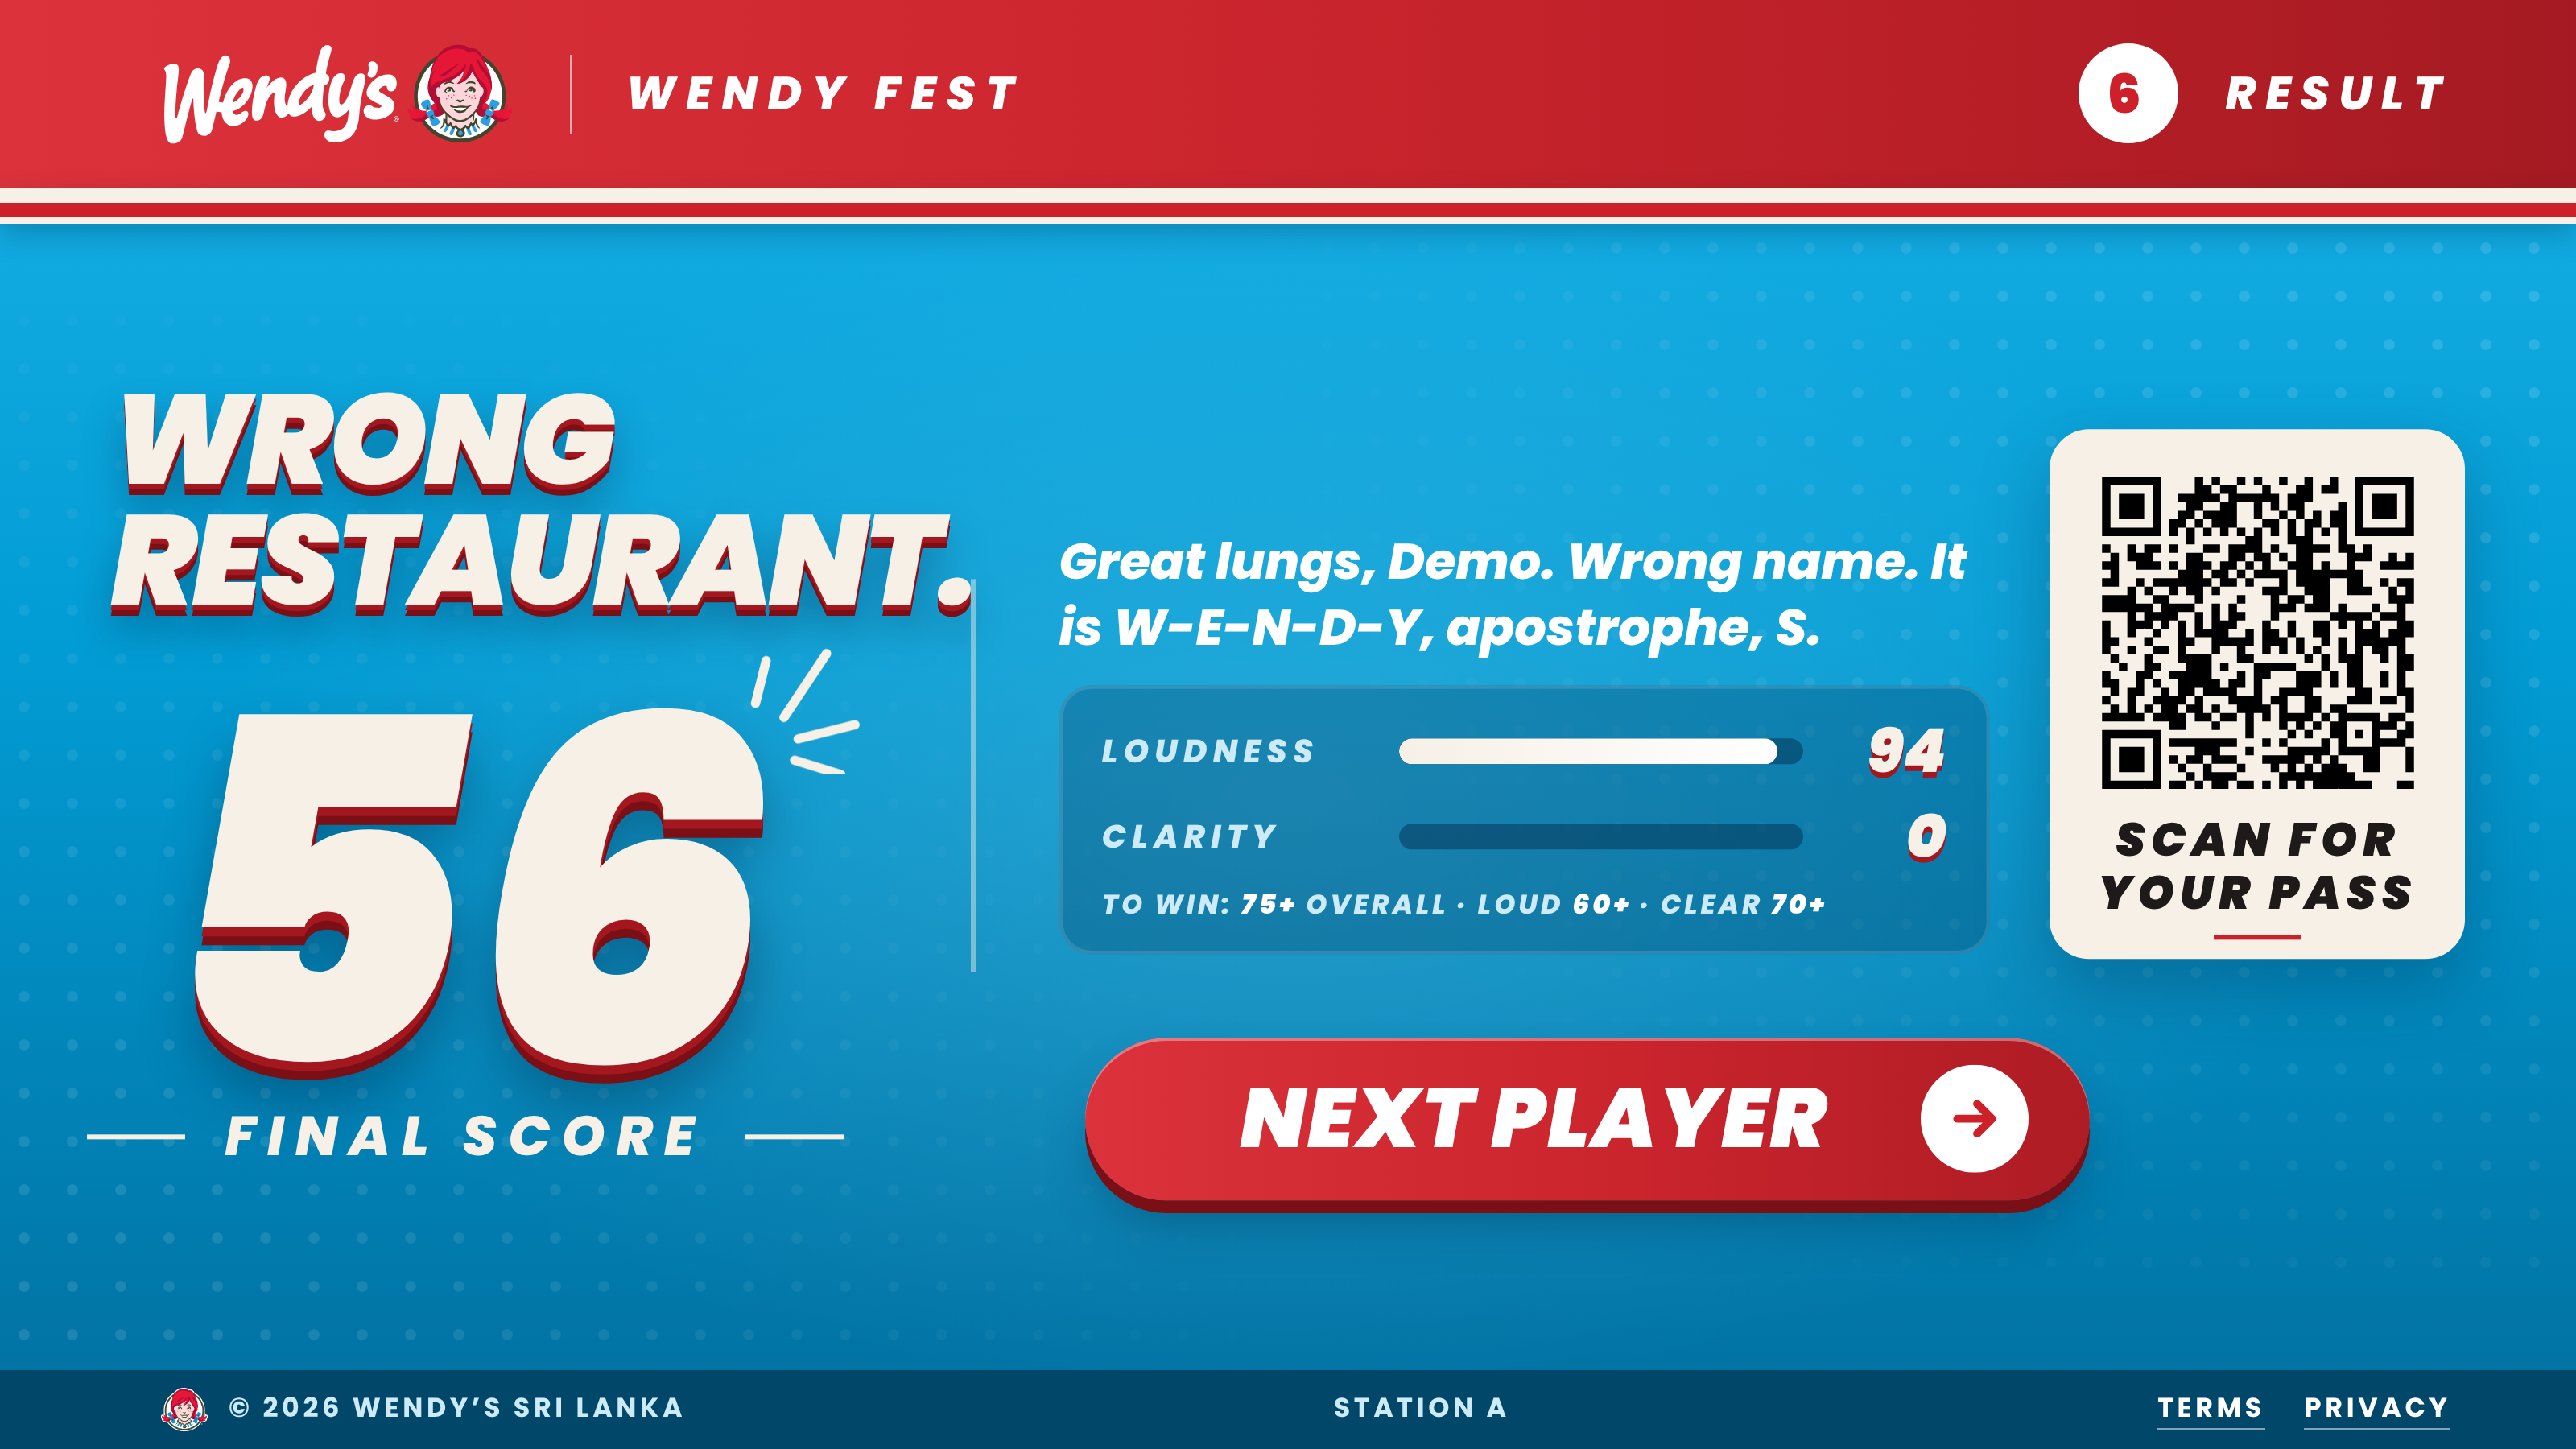 Wendy's
WENDY FEST
6 RESULT
WRONG
RESTAURANT.
56
FINAL SCORE
Great lungs, Demo. Wrong name. It
is W-E-N-D-Y, apostrophe, S.
LOUDNESS 94
CLARITY 0
TO WIN: 75+ OVERALL · LOUD 60+ · CLEAR 70+
SCAN FOR
YOUR PASS
NEXT PLAYER
© 2026 WENDY’S SRI LANKA
STATION A
TERMS PRIVACY